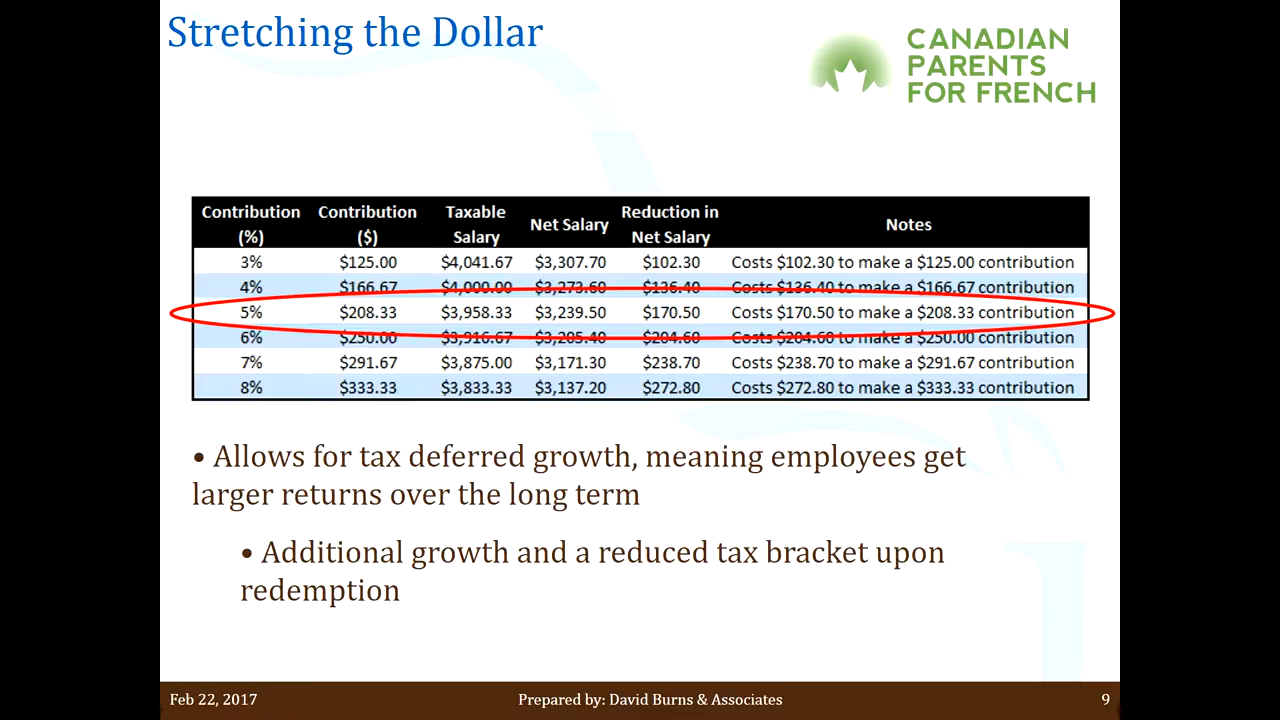 Stretching the Dollar
CANADIAN
PARENTS
FOR FRENCH
Contribution (%) Contribution ($) Taxable Salary Net Salary Reduction in Net Salary Notes
3% $125.00 $4,041.67 $3,307.70 $102.30 Costs $102.30 to make a $125.00 contribution
4% $166.67 $4,000.00 $3,273.60 $136.40 Costs $136.40 to make a $166.67 contribution
5% $208.33 $3,958.33 $3,239.50 $170.50 Costs $170.50 to make a $208.33 contribution
6% $250.00 $3,916.67 $3,205.40 $204.60 Costs $204.60 to make a $250.00 contribution
7% $291.67 $3,875.00 $3,171.30 $238.70 Costs $238.70 to make a $291.67 contribution
8% $333.33 $3,833.33 $3,137.20 $272.80 Costs $272.80 to make a $333.33 contribution
• Allows for tax deferred growth, meaning employees get
larger returns over the long term
• Additional growth and a reduced tax bracket upon
redemption
Feb 22, 2017 Prepared by: David Burns & Associates 9